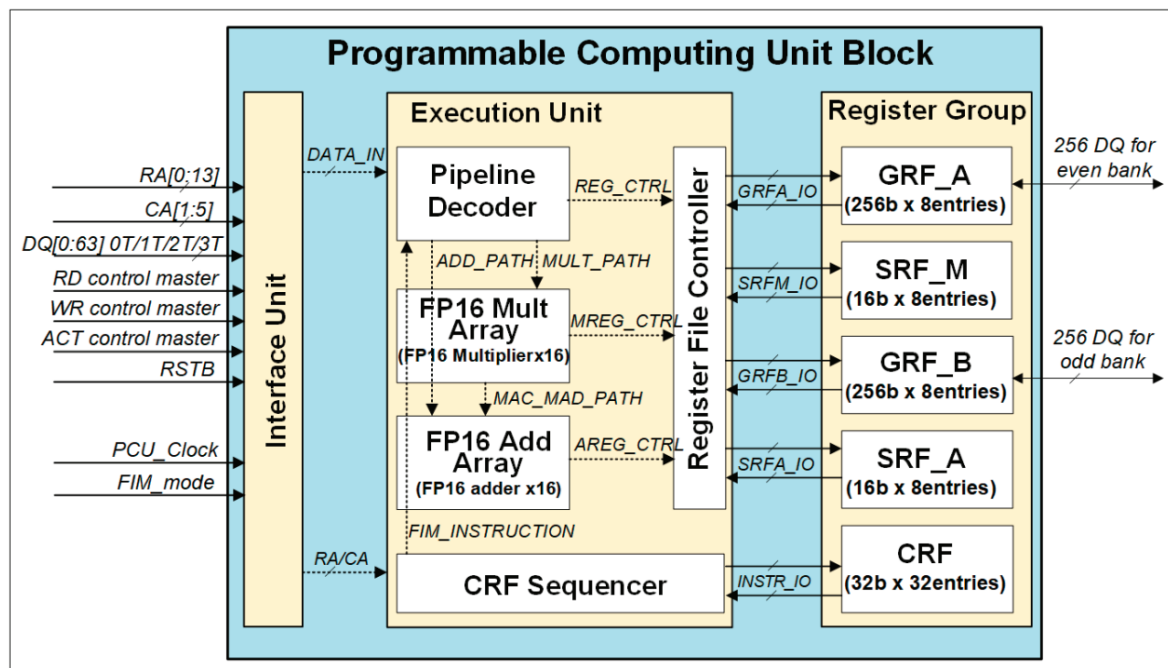 Programmable Computing Unit Block
RA[0:13]
CA[1:5]
DQ[0:63] 0T/1T/2T/3T
RD control master
WR control master
ACT control master
RSTB
PCU_Clock
FIM_mode
Interface Unit
DATA_IN
RA/CA
Execution Unit
Pipeline
Decoder
REG_CTRL
ADD_PATH
MULT_PATH
FP16 Mult
Array
(FP16 Multiplierx16)
MREG_CTRL
MAC_MAD_PATH
FP16 Add
Array
(FP16 adder x16)
AREG_CTRL
FIM_INSTRUCTION
CRF Sequencer
Register File Controller
GRFA_IO
SRFM_IO
GRFB_IO
SRFA_IO
INSTR_IO
Register Group
GRF_A
(256b x 8entries)
SRF_M
(16b x 8entries)
GRF_B
(256b x 8entries)
SRF_A
(16b x 8entries)
CRF
(32b x 32entries)
256 DQ for
even bank
256 DQ for
odd bank